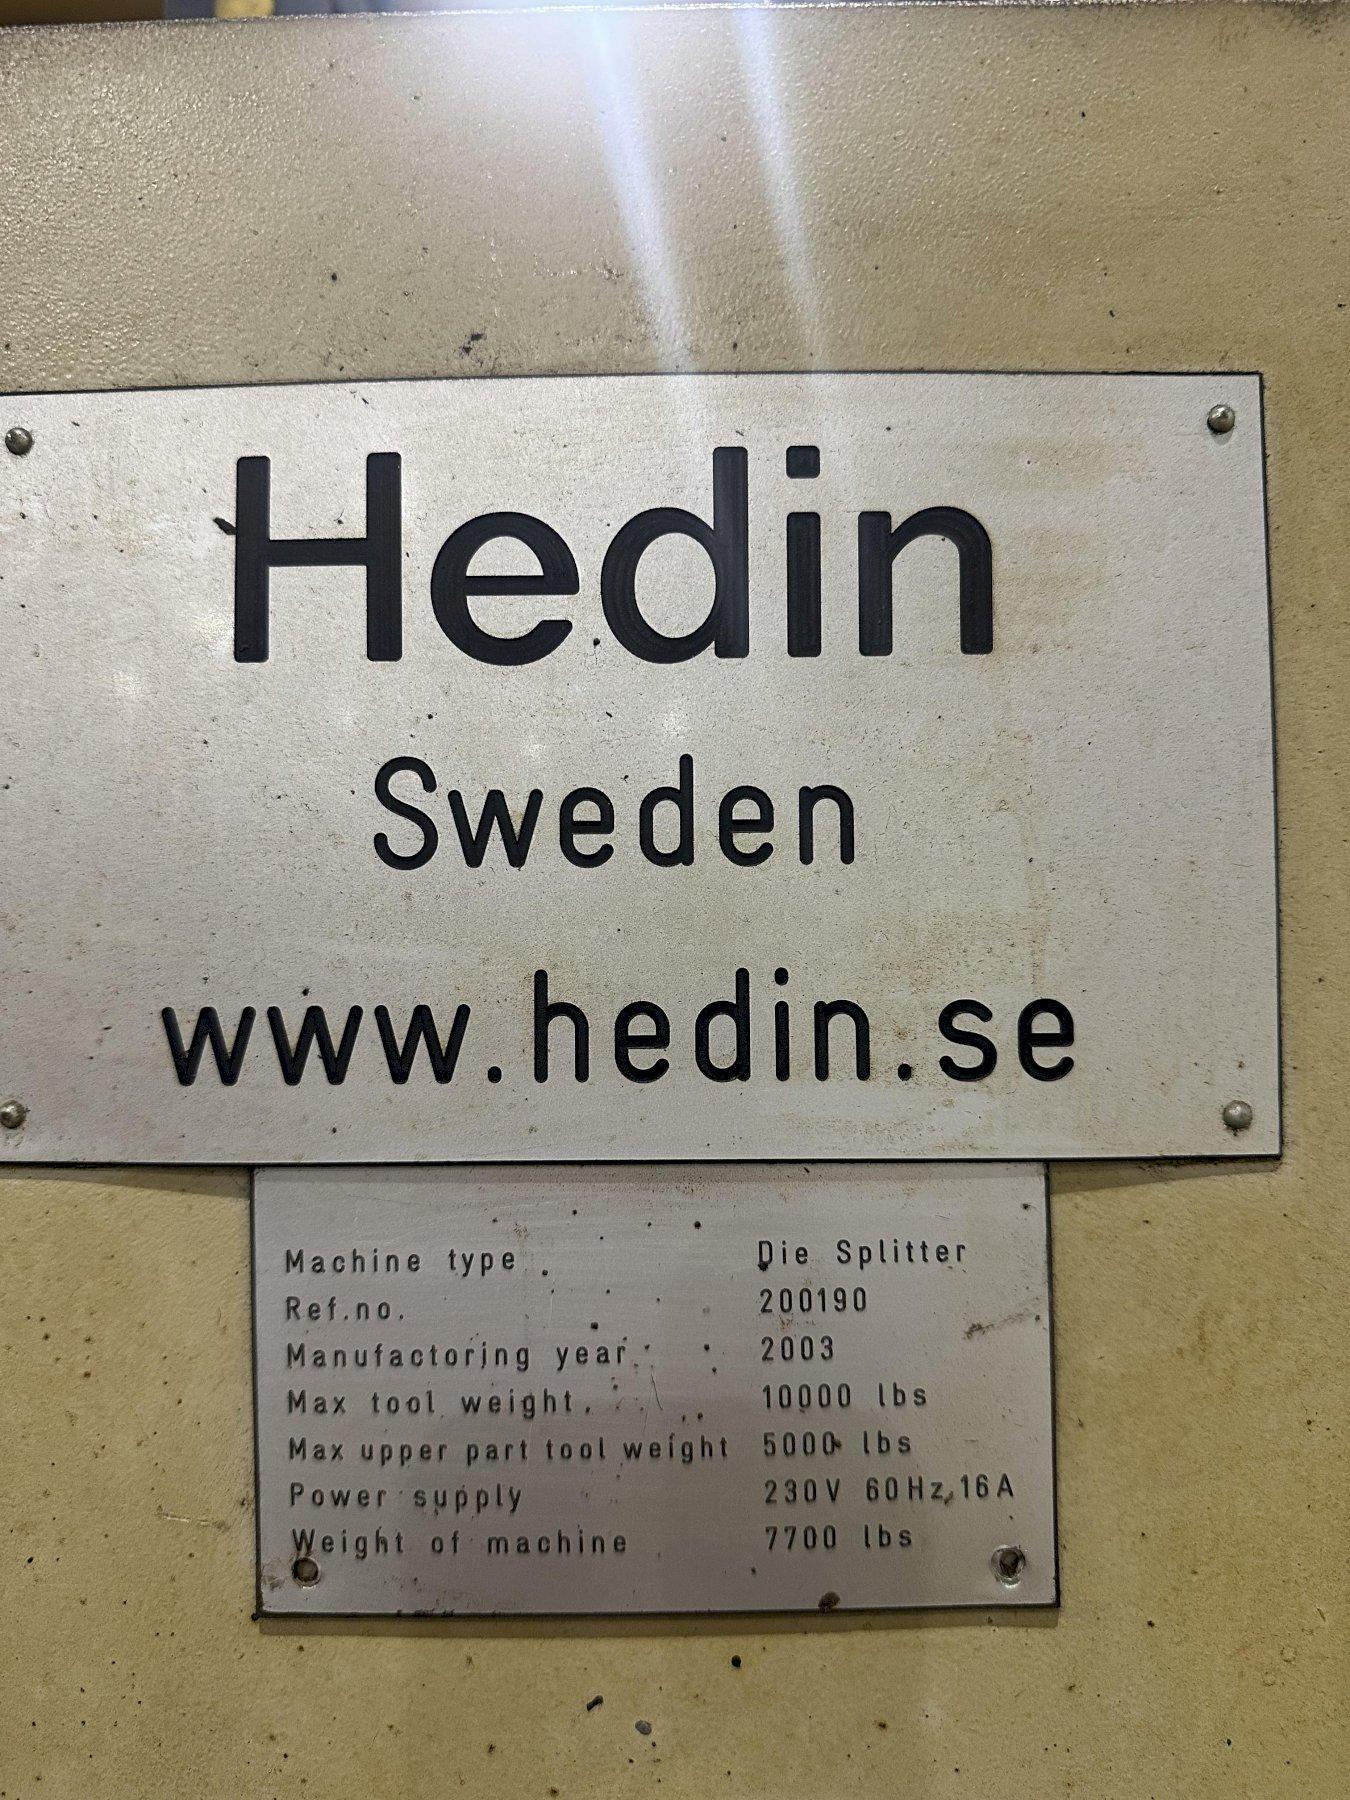 Hedin
Sweden
www.hedin.se
Machine type Die Splitter
Ref.no. 200190
Manufactoring year 2003
Max tool weight. 10000 lbs
Max upper part tool weight 5000 lbs
Power supply 230V 60Hz,16A
Weight of machine 7700 lbs